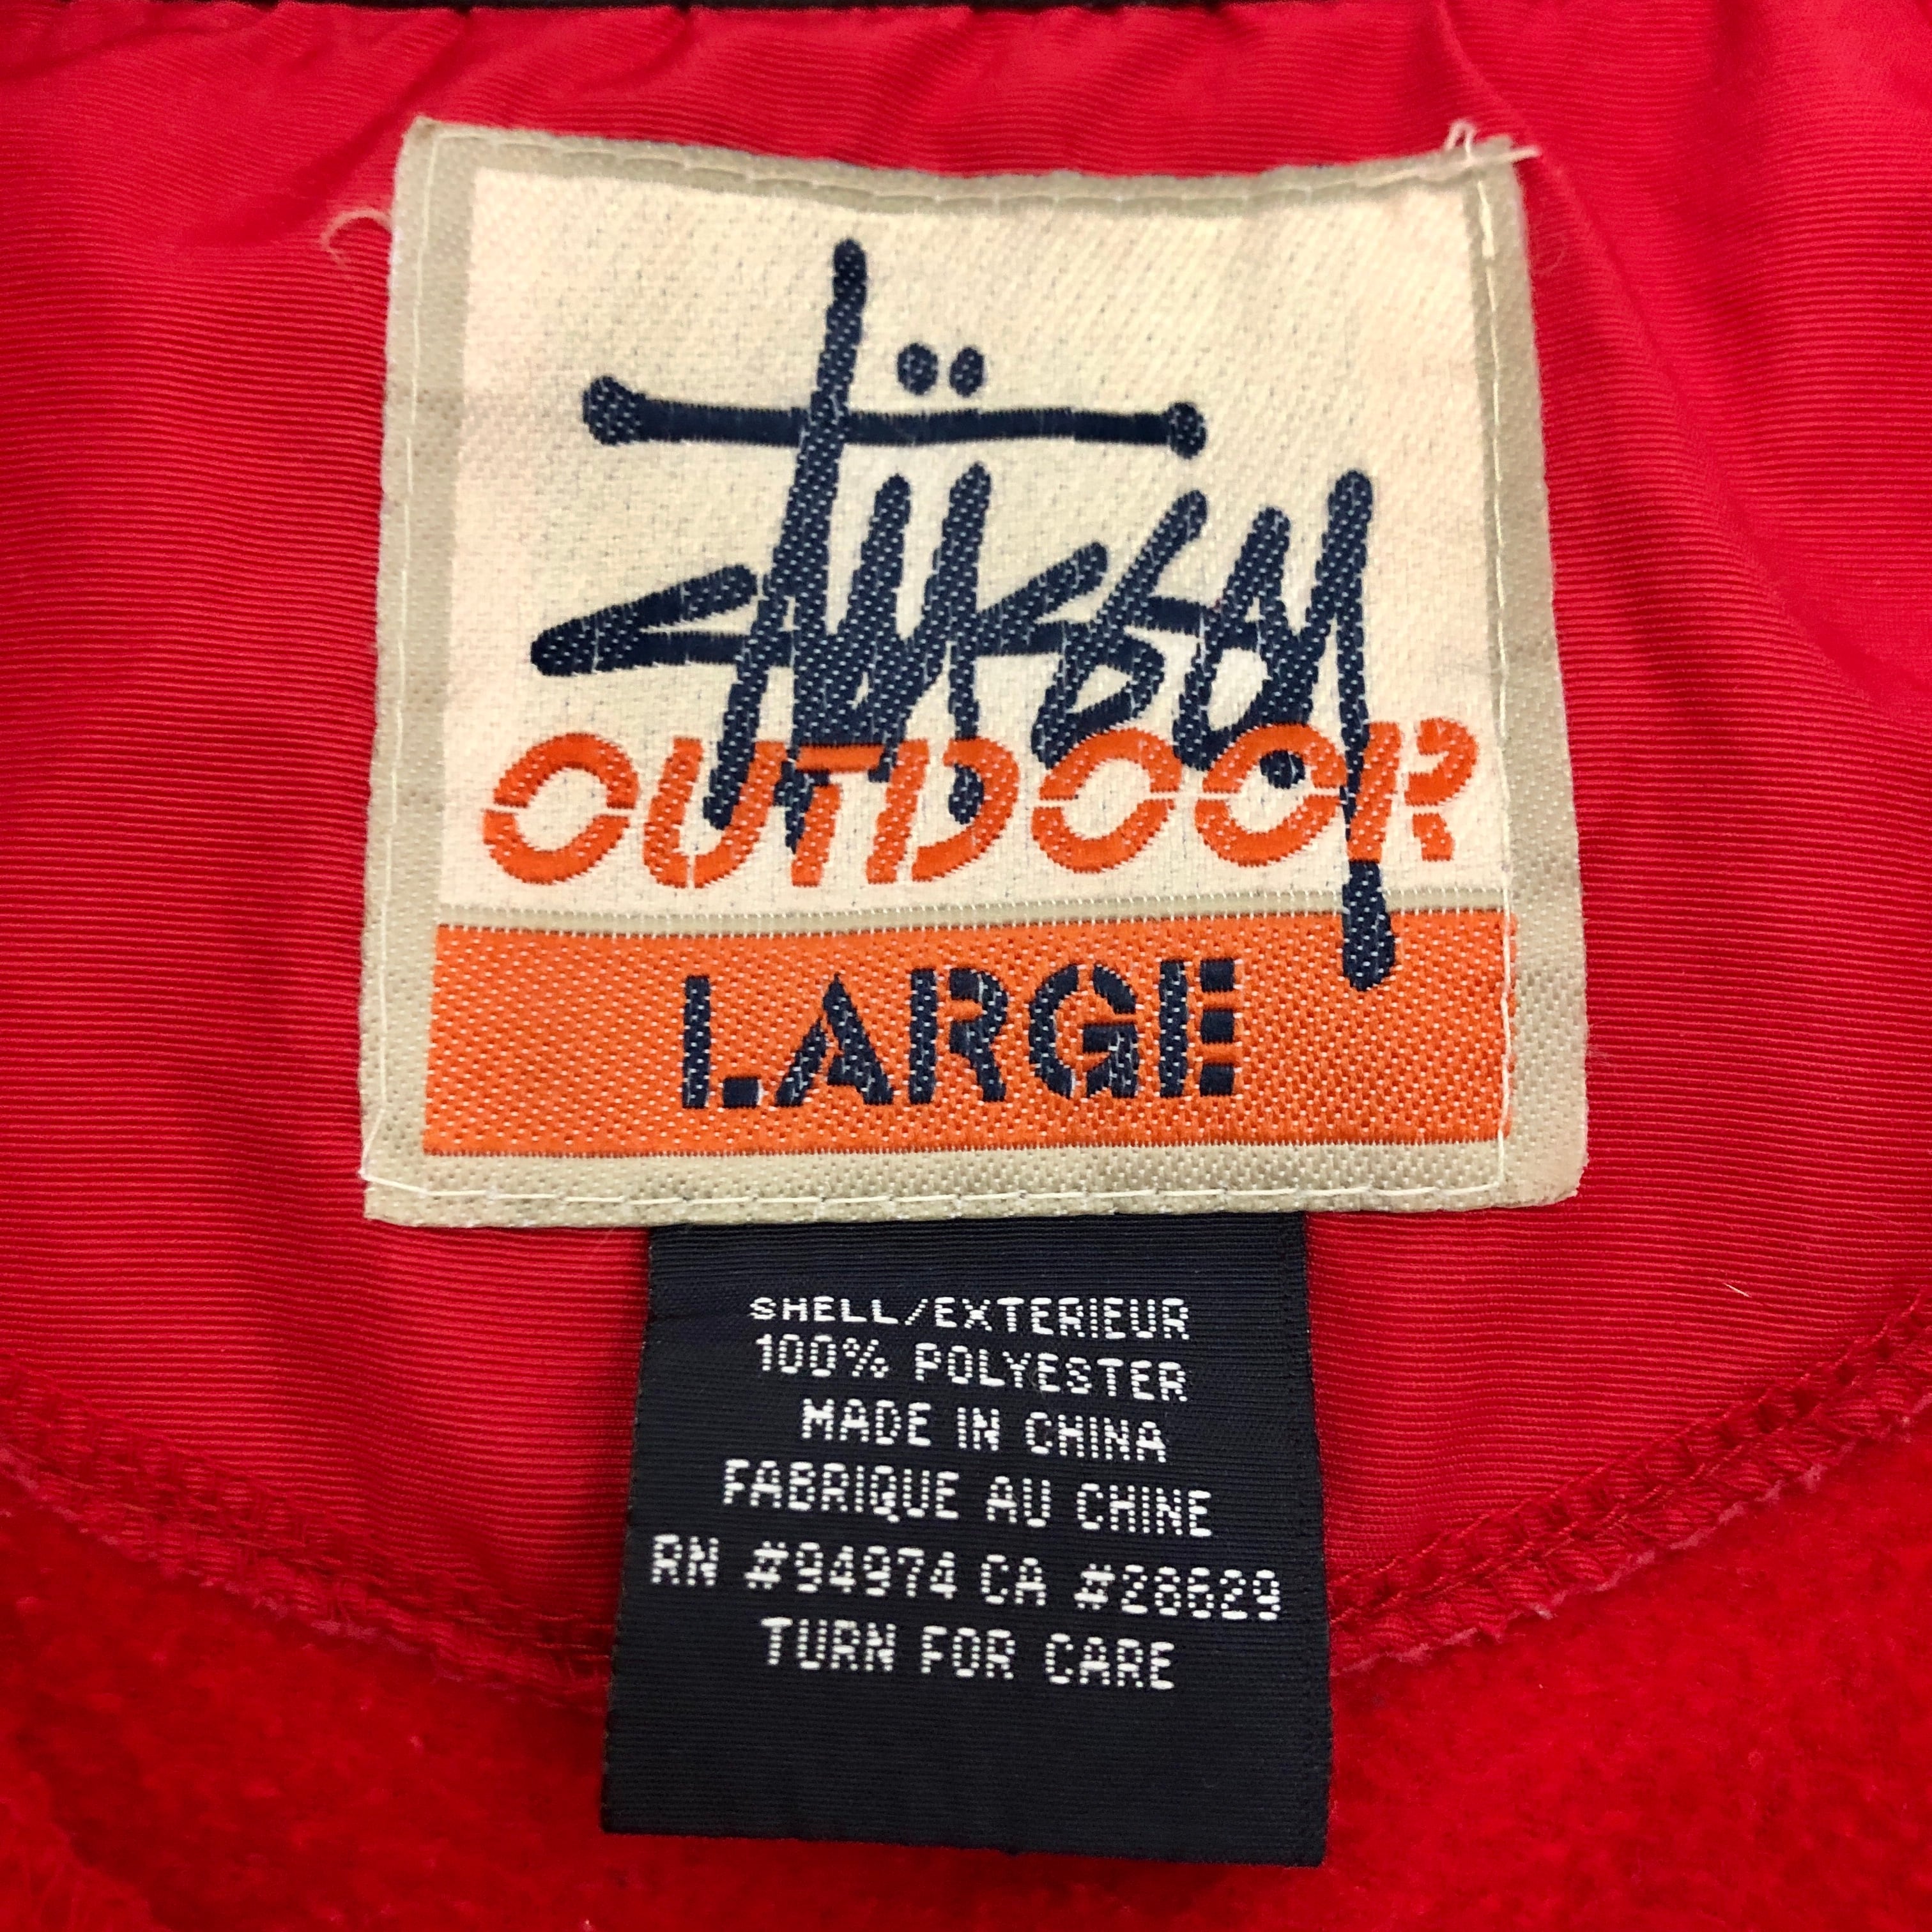 Stüssy
OUTDOOR
LARGE
SHELL/EXTERIEUR
100% POLYESTER
MADE IN CHINA
FABRIQUE AU CHINE
RN #94974 CA #28629
TURN FOR CARE